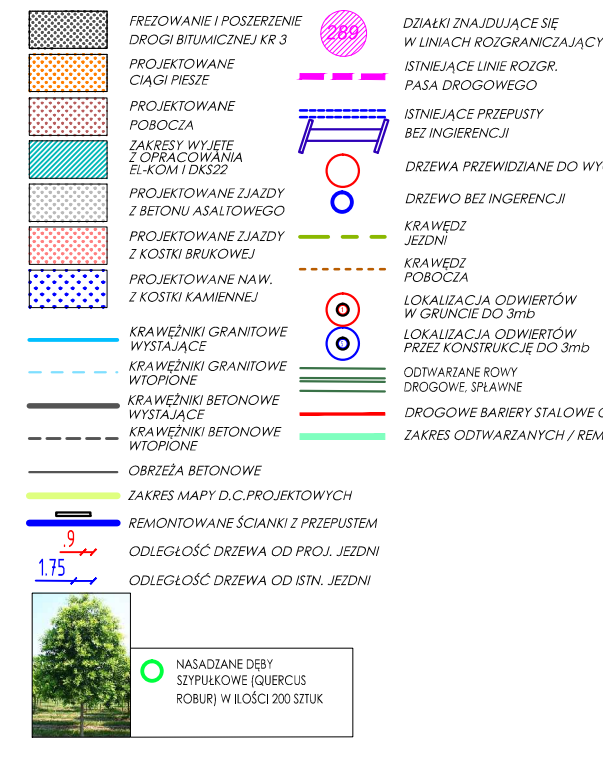 FREZOWANIE I POSZERZENIE
DROGI BITUMICZNEJ KR 3
PROJEKTOWANE
CIĄGI PIESZE
PROJEKTOWANE
POBOCZA
ZAKRESY WYJĘTE
Z OPRACOWANIA
EL-KOM I DKS22
PROJEKTOWANE ZJAZDY
Z BETONU ASALTOWEGO
PROJEKTOWANE ZJAZDY
Z KOSTKI BRUKOWEJ
PROJEKTOWANE NAW.
Z KOSTKI KAMIENNEJ
KRAWĘŻNIKI GRANITOWE
WYSTAJĄCE
KRAWĘŻNIKI GRANITOWE
WTOPIONE
KRAWĘŻNIKI BETONOWE
WYSTAJĄCE
KRAWĘŻNIKI BETONOWE
WTOPIONE
OBRZEŻA BETONOWE
ZAKRES MAPY D.C.PROJEKTOWYCH
REMONTOWANE ŚCIANKI Z PRZEPUSTEM
.9
ODLEGŁOŚĆ DRZEWA OD PROJ. JEZDNI
1.75
ODLEGŁOŚĆ DRZEWA OD ISTN. JEZDNI
289
DZIAŁKI ZNAJDUJĄCE SIĘ
W LINIACH ROZGRANICZAJĄCY
ISTNIEJĄCE LINIE ROZGR.
PASA DROGOWEGO
ISTNIEJĄCE PRZEPUSTY
BEZ INGIERENCJI
DRZEWA PRZEWIDZIANE DO
DRZEWO BEZ INGERENCJI
KRAWĘDZ
JEZDNI
KRAWĘDZ
POBOCZA
LOKALIZACJA ODWIERTÓW
W GRUNCIE DO 3mb
LOKALIZACJA ODWIERTÓW
PRZEZ KONSTRUKCJĘ DO 3mb
ODTWARZANE ROWY
DROGOWE, SPŁAWNE
DROGOWE BARIERY STALOWE
ZAKRES ODTWARZANYCH / REM
NASADZANE DĘBY
SZYPUŁKOWE (QUERCUS
ROBUR) W ILOŚCI 200 SZTUK